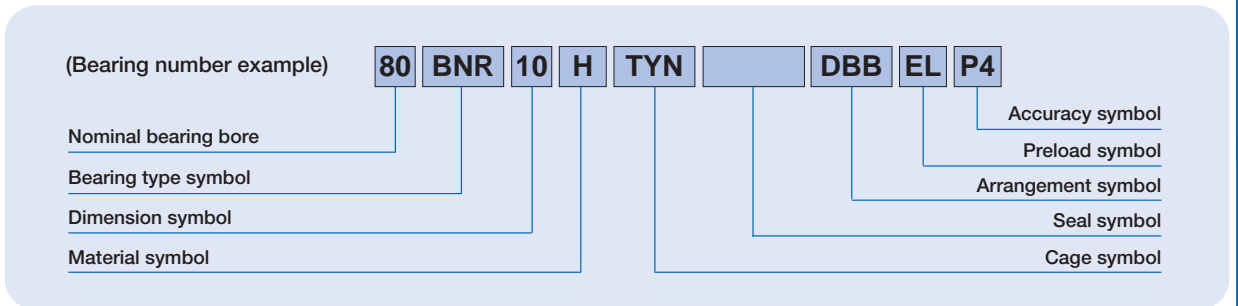 (Bearing number example) 80 BNR 10 H TYN DBB EL P4
Accuracy symbol
Nominal bearing bore
Preload symbol
Bearing type symbol
Arrangement symbol
Dimension symbol
Seal symbol
Material symbol
Cage symbol